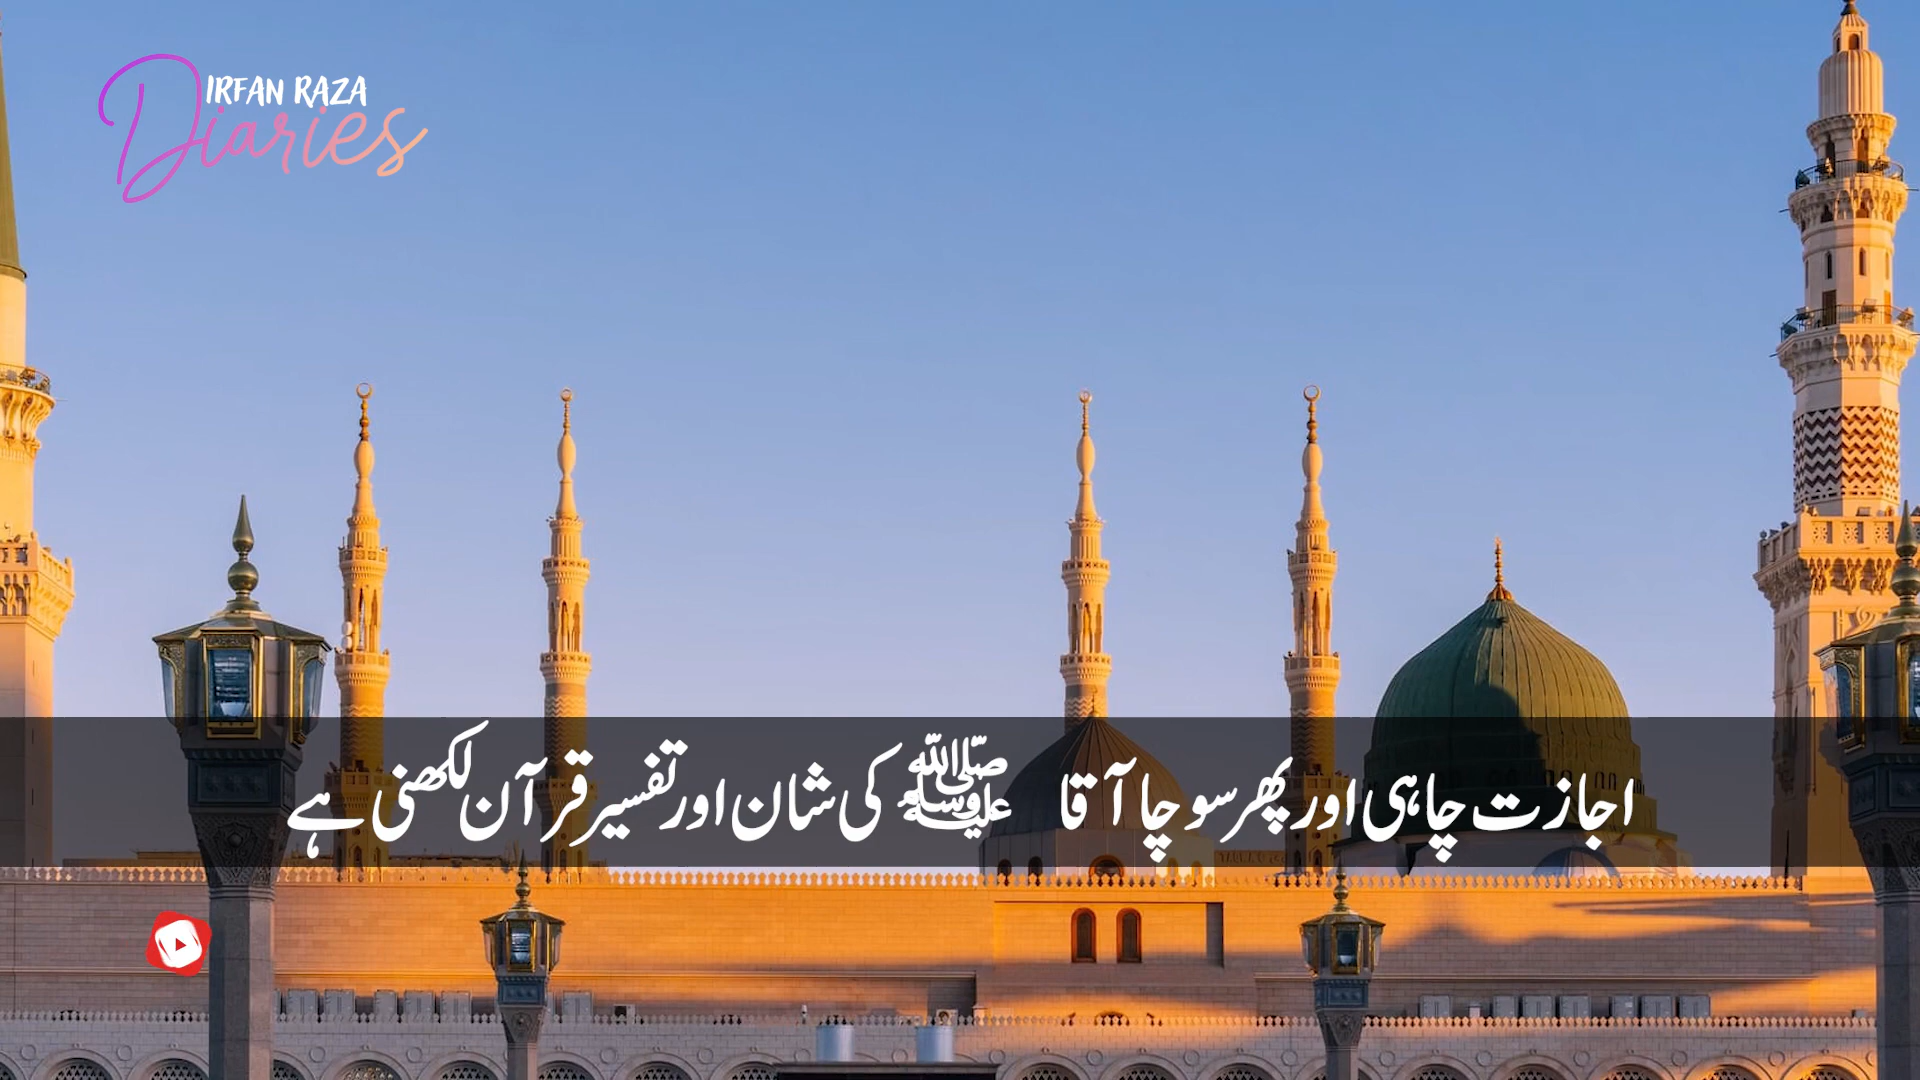 IRFAN RAZA
Diaries
اجازت چاہی اور پھر سوچا آقا ﷺ کی شان اور تفسیر قرآن لکھنی ہے